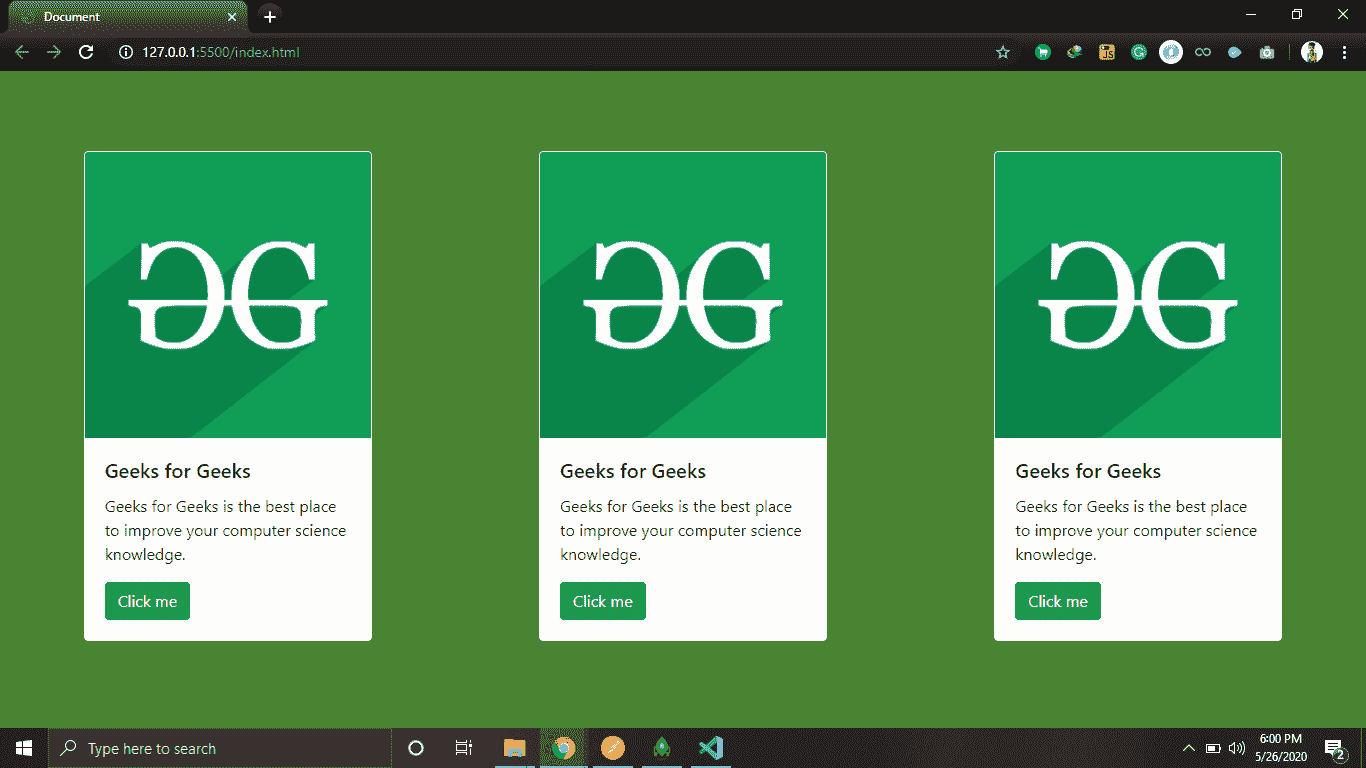 Document
127.0.0.1:5500/index.html
JS
Geeks for Geeks
Geeks for Geeks is the best place
to improve your computer science
knowledge.
Click me
Geeks for Geeks
Geeks for Geeks is the best place
to improve your computer science
knowledge.
Click me
Geeks for Geeks
Geeks for Geeks is the best place
to improve your computer science
knowledge.
Click me
Type here to search
6:00 PM
5/26/2020
2